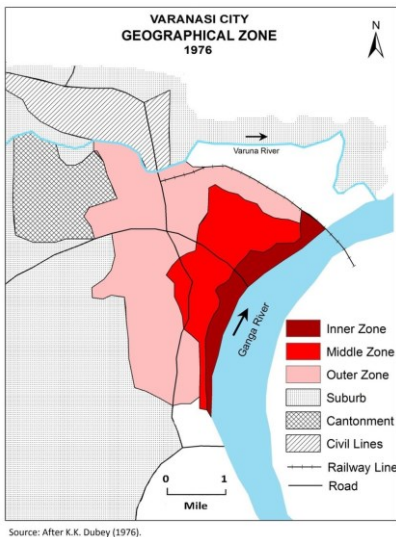 VARANASI CITY
GEOGRAPHICAL ZONE
1976
N
Varuna River
Ganga River
Inner Zone
Middle Zone
Outer Zone
Suburb
Cantonment
Civil Lines
Railway Line
Road
0 1
Mile
Source: After K.K. Dubey (1976).